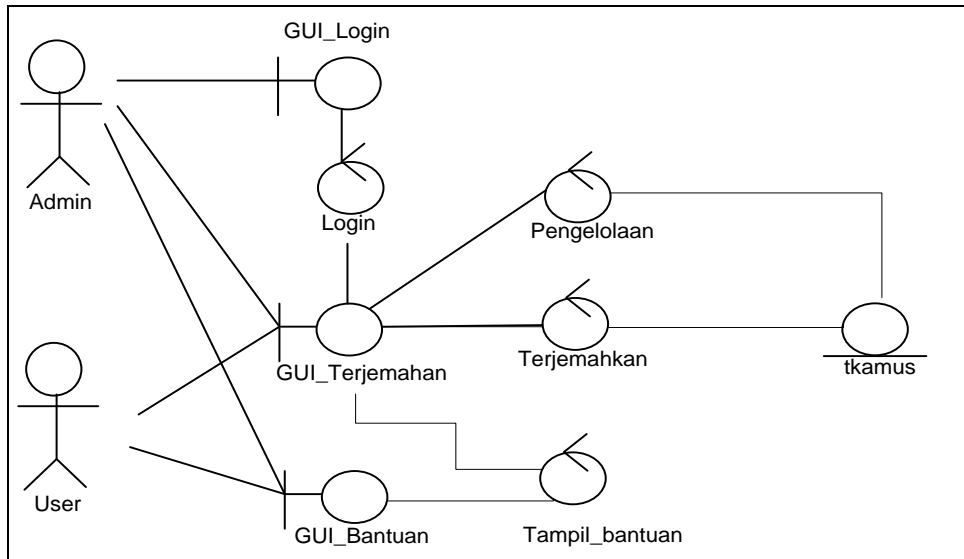 GUI_Login
Admin
Login
Pengelolaan
GUI_Terjemahan
Terjemahkan
tkamus
User
GUI_Bantuan
Tampil_bantuan